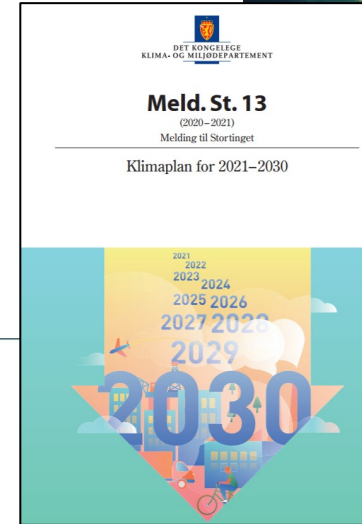 DET KONGELEGE
KLIMA- OG MILJØDEPARTEMENT
Meld. St. 13
(2020–2021)
Melding til Stortinget
Klimaplan for 2021–2030
2021
2022
2023
2024
2025 2026
2027 2028
2029
2030